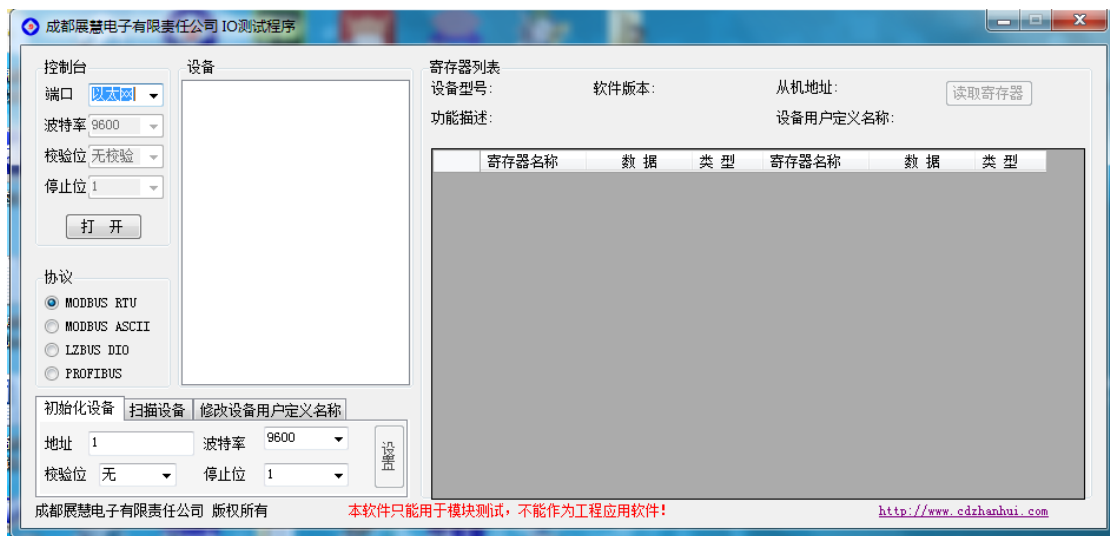 成都展慧电子有限责任公司 IO测试程序
控制台
端口 以太网
波特率 9600
校验位 无校验
停止位 1
打 开
设备
协议
MODBUS RTU
MODBUS ASCII
LZBUS DIO
PROFIBUS
初始化设备 扫描设备 修改设备用户定义名称
地址 1 波特率 9600
校验位 无 停止位 1
设置
寄存器列表
设备型号: 软件版本: 从机地址: 读取寄存器
功能描述: 设备用户定义名称:
寄存器名称 数 据 类 型 寄存器名称 数 据 类 型
成都展慧电子有限责任公司 版权所有 本软件只能用于模块测试，不能作为工程应用软件！ http://www.cdzhanhui.com